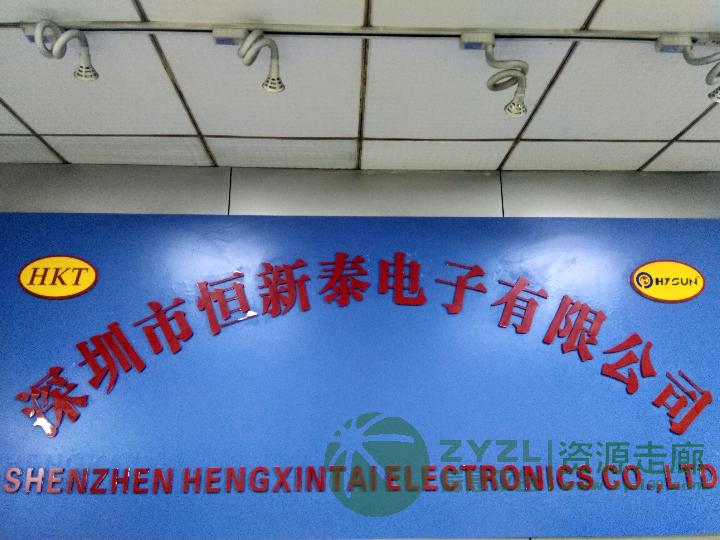 HKT
HYSUN
深圳市恒新泰电子有限公司
SHENZHEN HENGXINTAI ELECTRONICS CO.,LTD
ZYZL|资源走廊